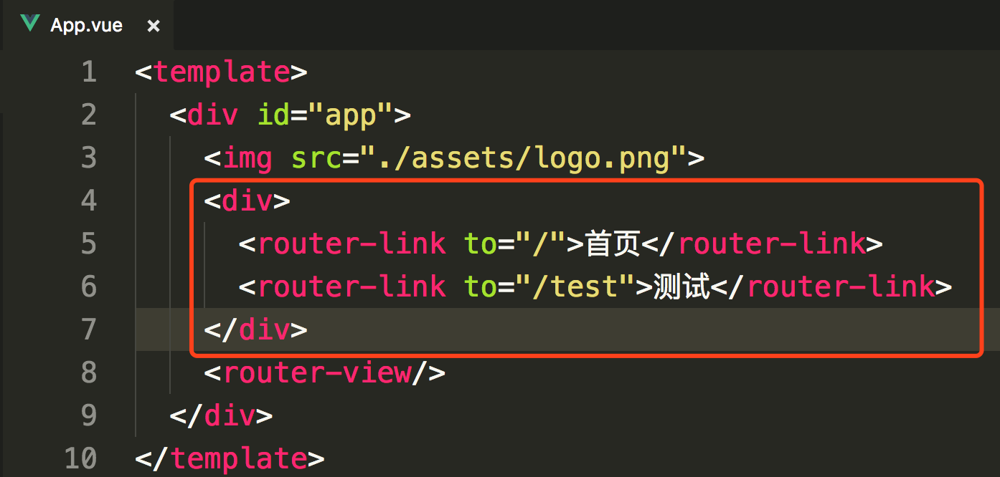 App.vue ×
1 <template>
2 <div id="app">
3 <img src="./assets/logo.png">
4 <div>
5 <router-link to="/">首页</router-link>
6 <router-link to="/test">测试</router-link>
7 </div>
8 <router-view/>
9 </div>
10 </template>